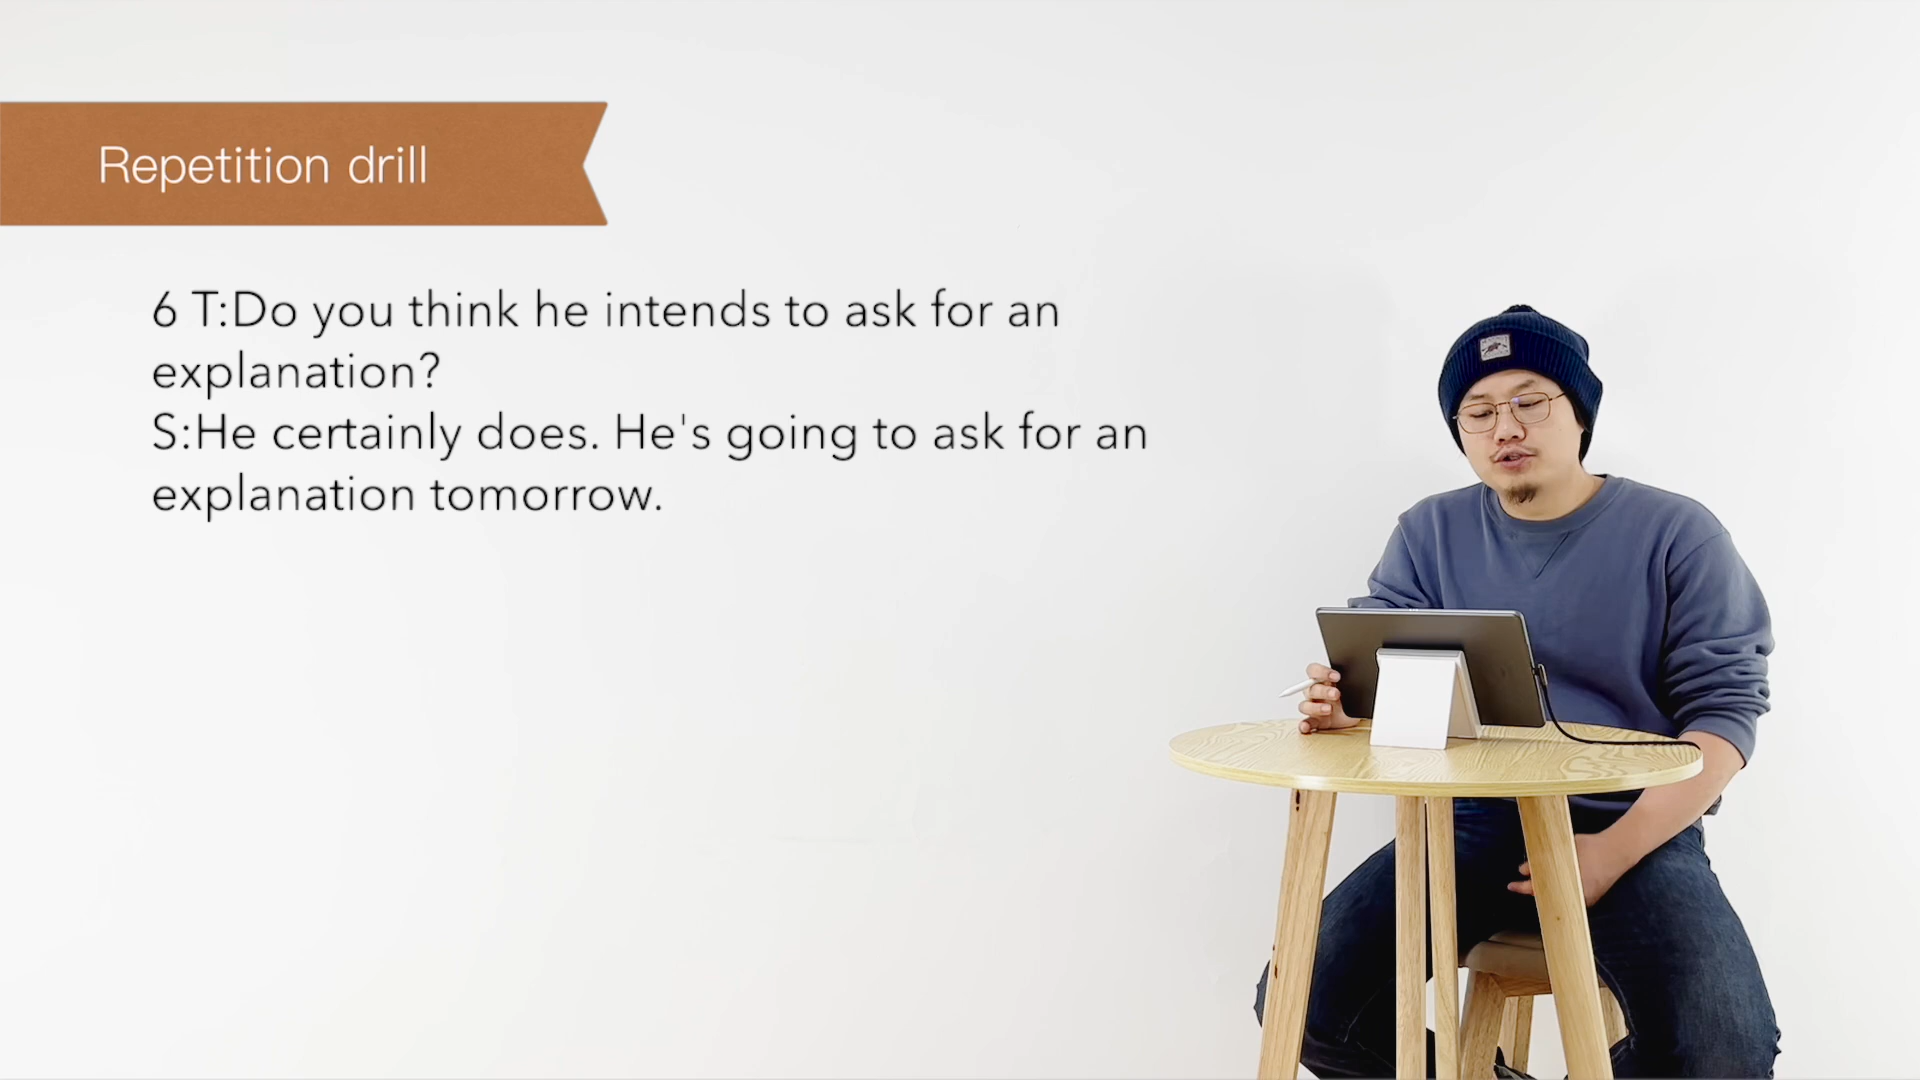 Repetition drill
6 T:Do you think he intends to ask for an
explanation?
S:He certainly does. He's going to ask for an
explanation tomorrow.